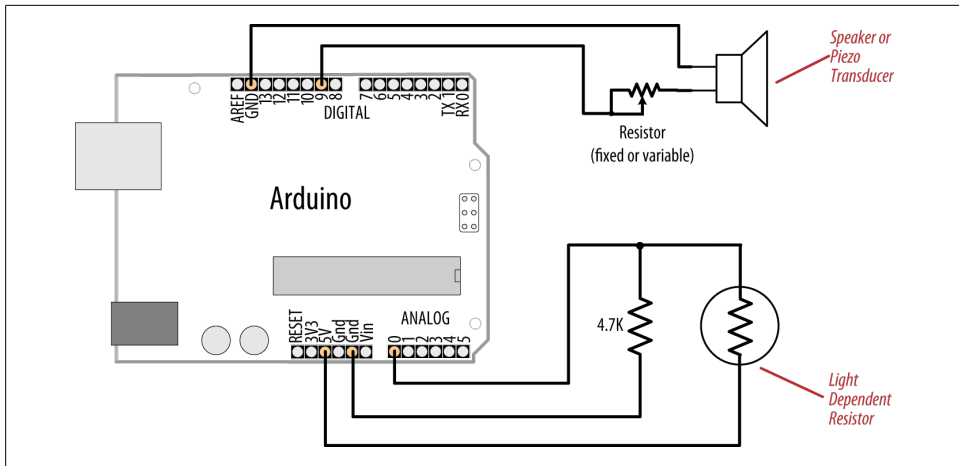 Speaker or
Piezo
Transducer
AREF
GND
13
12
11
10
9
8
7
6
5
4
3
2
TX 1
RX 0
DIGITAL
Resistor
(fixed or variable)
Arduino
RESET
3V3
5V
Gnd
Gnd
Vin
ANALOG
0
1
2
3
4
5
4.7K
Light
Dependent
Resistor